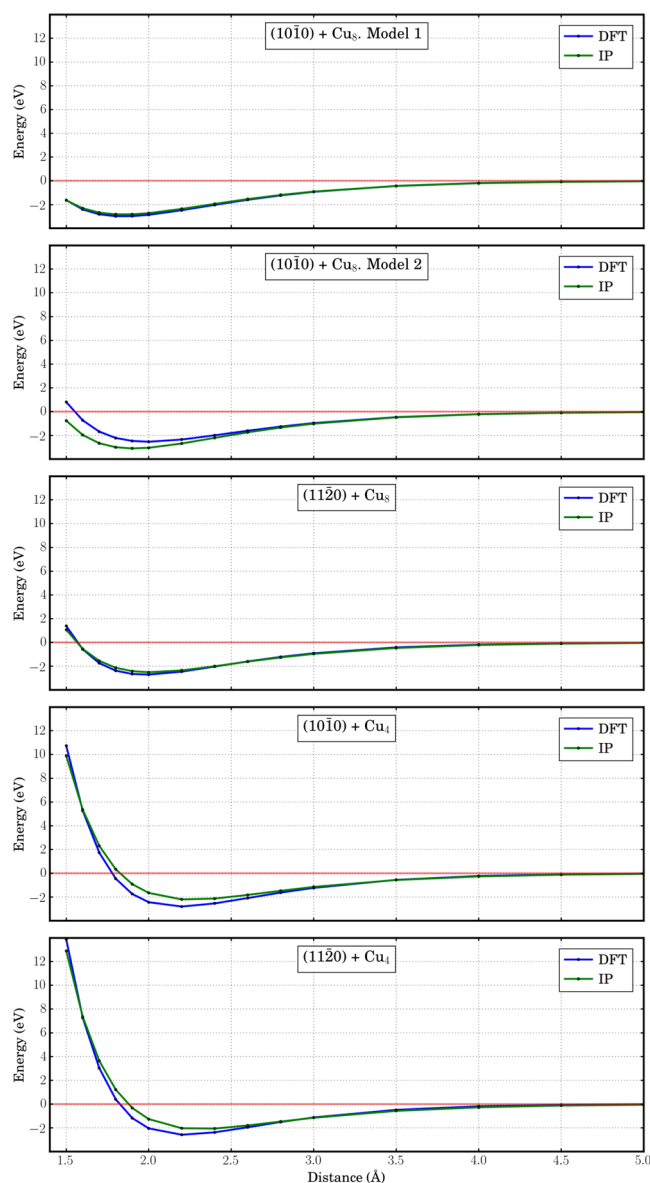 (101̄0) + Cu₈. Model 1
DFT
IP
Energy (eV)
12
10
8
6
4
2
0
−2
(101̄0) + Cu₈. Model 2
DFT
IP
Energy (eV)
12
10
8
6
4
2
0
−2
(112̄0) + Cu₈
DFT
IP
Energy (eV)
12
10
8
6
4
2
0
−2
(101̄0) + Cu₄
DFT
IP
Energy (eV)
12
10
8
6
4
2
0
−2
(112̄0) + Cu₄
DFT
IP
Energy (eV)
12
10
8
6
4
2
0
−2
1.5 2.0 2.5 3.0 3.5 4.0 4.5 5.0
Distance (Å)